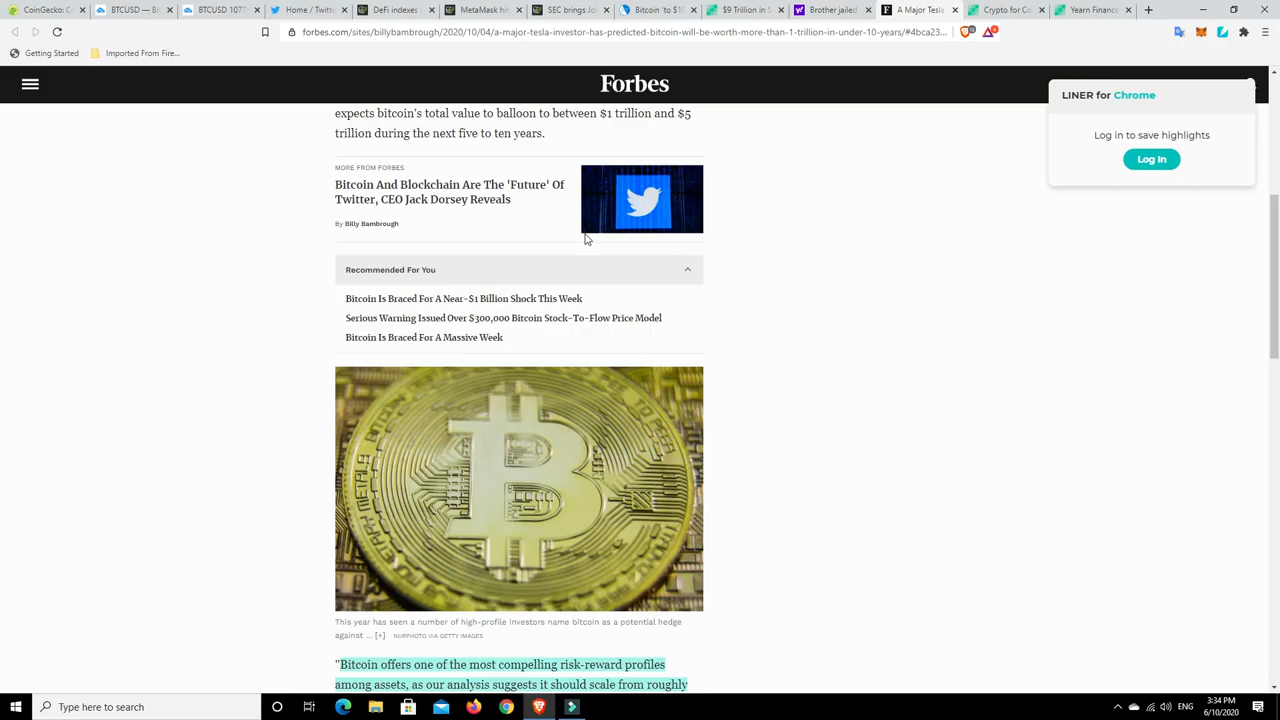 CoinGecko: C
BTCUSD — Bi
BTCUSD 1077
Home / Twitte
DeFi indexes
MetaMask hit
SEC brings se
Bitcoin 'to $10
$9 Trillion in S
Brother jailed
A Major Tesla
Crypto for Co
Yearn Finance
forbes.com/sites/billybambrough/2020/10/04/a-major-tesla-investor-has-predicted-bitcoin-will-be-worth-more-than-1-trillion-in-under-10-years/#4bca23...
Getting Started
Imported From Fire...
Forbes
LINER for Chrome
Log in to save highlights
Log In
expects bitcoin's total value to balloon to between $1 trillion and $5
trillion during the next five to ten years.
MORE FROM FORBES
Bitcoin And Blockchain Are The 'Future' Of
Twitter, CEO Jack Dorsey Reveals
By Billy Bambrough
Recommended For You
Bitcoin Is Braced For A Near-$1 Billion Shock This Week
Serious Warning Issued Over $300,000 Bitcoin Stock-To-Flow Price Model
Bitcoin Is Braced For A Massive Week
This year has seen a number of high-profile investors name bitcoin as a potential hedge
against ... [+] NURPHOTO VIA GETTY IMAGES
"Bitcoin offers one of the most compelling risk-reward profiles
among assets, as our analysis suggests it should scale from roughly
Type here to search
ENG
3:34 PM
6/10/2020